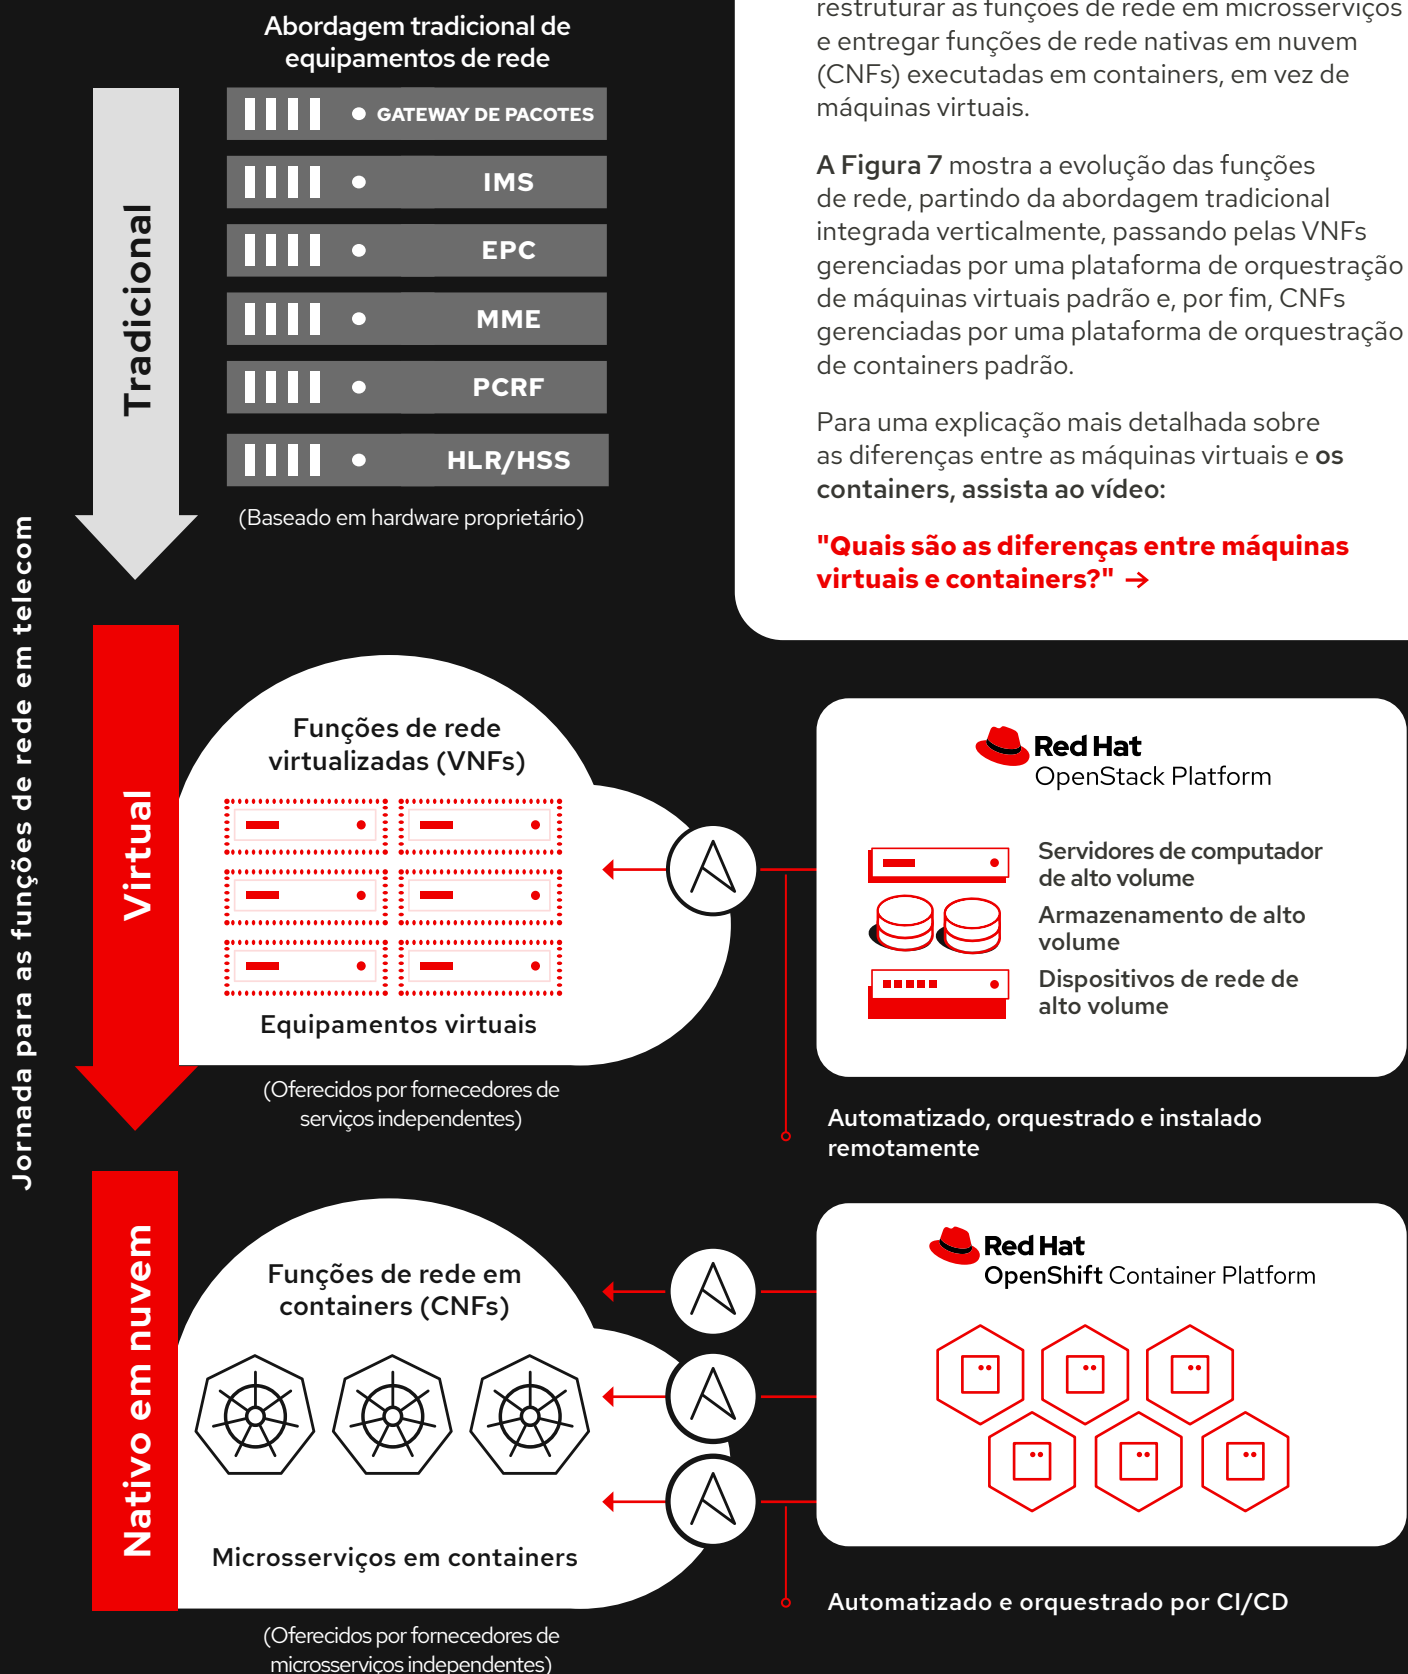 Jornada para as funções de rede em telecom
Tradicional
Abordagem tradicional de
equipamentos de rede
GATEWAY DE PACOTES
IMS
EPC
MME
PCRF
HLR/HSS
(Baseado em hardware proprietário)
restruturar as funções de rede em microsserviços
e entregar funções de rede nativas em nuvem
(CNFs) executadas em containers, em vez de
máquinas virtuais.
A Figura 7 mostra a evolução das funções
de rede, partindo da abordagem tradicional
integrada verticalmente, passando pelas VNFs
gerenciadas por uma plataforma de orquestração
de máquinas virtuais padrão e, por fim, CNFs
gerenciadas por uma plataforma de orquestração
de containers padrão.
Para uma explicação mais detalhada sobre
as diferenças entre as máquinas virtuais e os
containers, assista ao vídeo:
"Quais são as diferenças entre máquinas
virtuais e containers?" →
Virtual
Funções de rede
virtualizadas (VNFs)
Equipamentos virtuais
(Oferecidos por fornecedores de
serviços independentes)
Red Hat
OpenStack Platform
Servidores de computador
de alto volume
Armazenamento de alto
volume
Dispositivos de rede de
alto volume
Automatizado, orquestrado e instalado
remotamente
Nativo em nuvem
Funções de rede em
containers (CNFs)
Microsserviços em containers
(Oferecidos por fornecedores de
microsserviços independentes)
Red Hat
OpenShift Container Platform
Automatizado e orquestrado por CI/CD